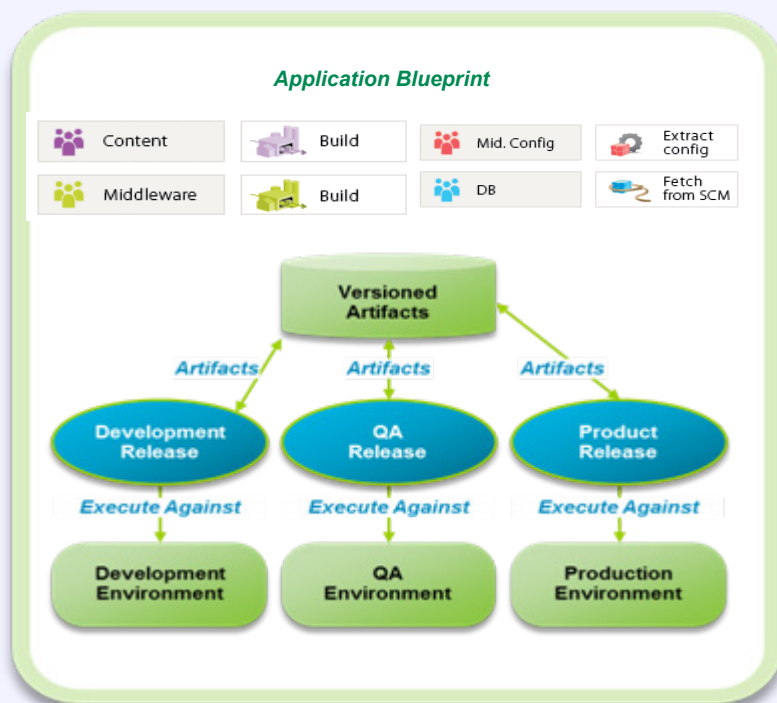 Application Blueprint
Content
Build
Mid. Config
Extract
config
Middleware
Build
DB
Fetch
from SCM
Versioned
Artifacts
Artifacts
Artifacts
Artifacts
Development
Release
QA
Release
Product
Release
Execute Against
Execute Against
Execute Against
Development
Environment
QA
Environment
Production
Environment